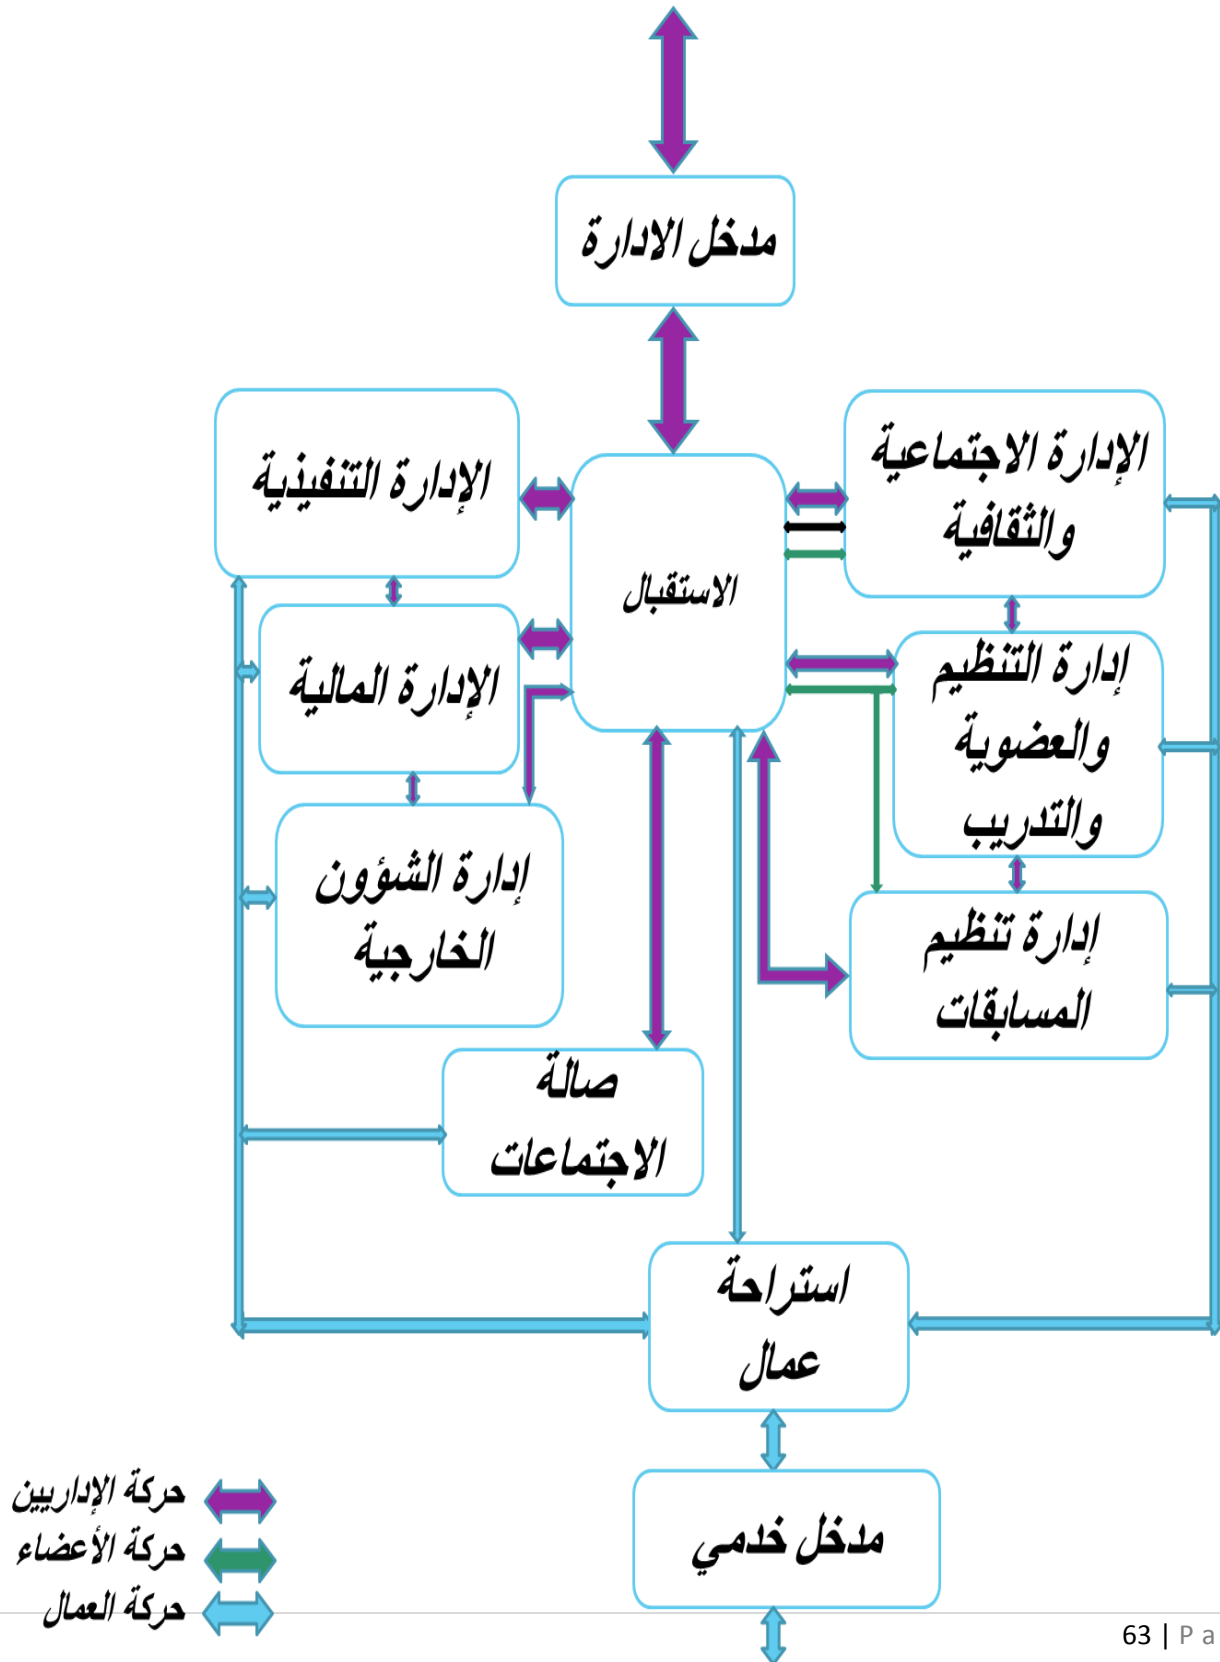 مدخل الادارة
الإدارة الاجتماعية
والثقافية
الإدارة التنفيذية
الاستقبال
إدارة التنظيم
والعضوية
والتدريب
الإدارة المالية
إدارة الشؤون
الخارجية
إدارة تنظيم
المسابقات
صالة
الاجتماعات
استراحة
عمال
مدخل خدمي
حركة الإداريين
حركة الأعضاء
حركة العمال
63 | P a